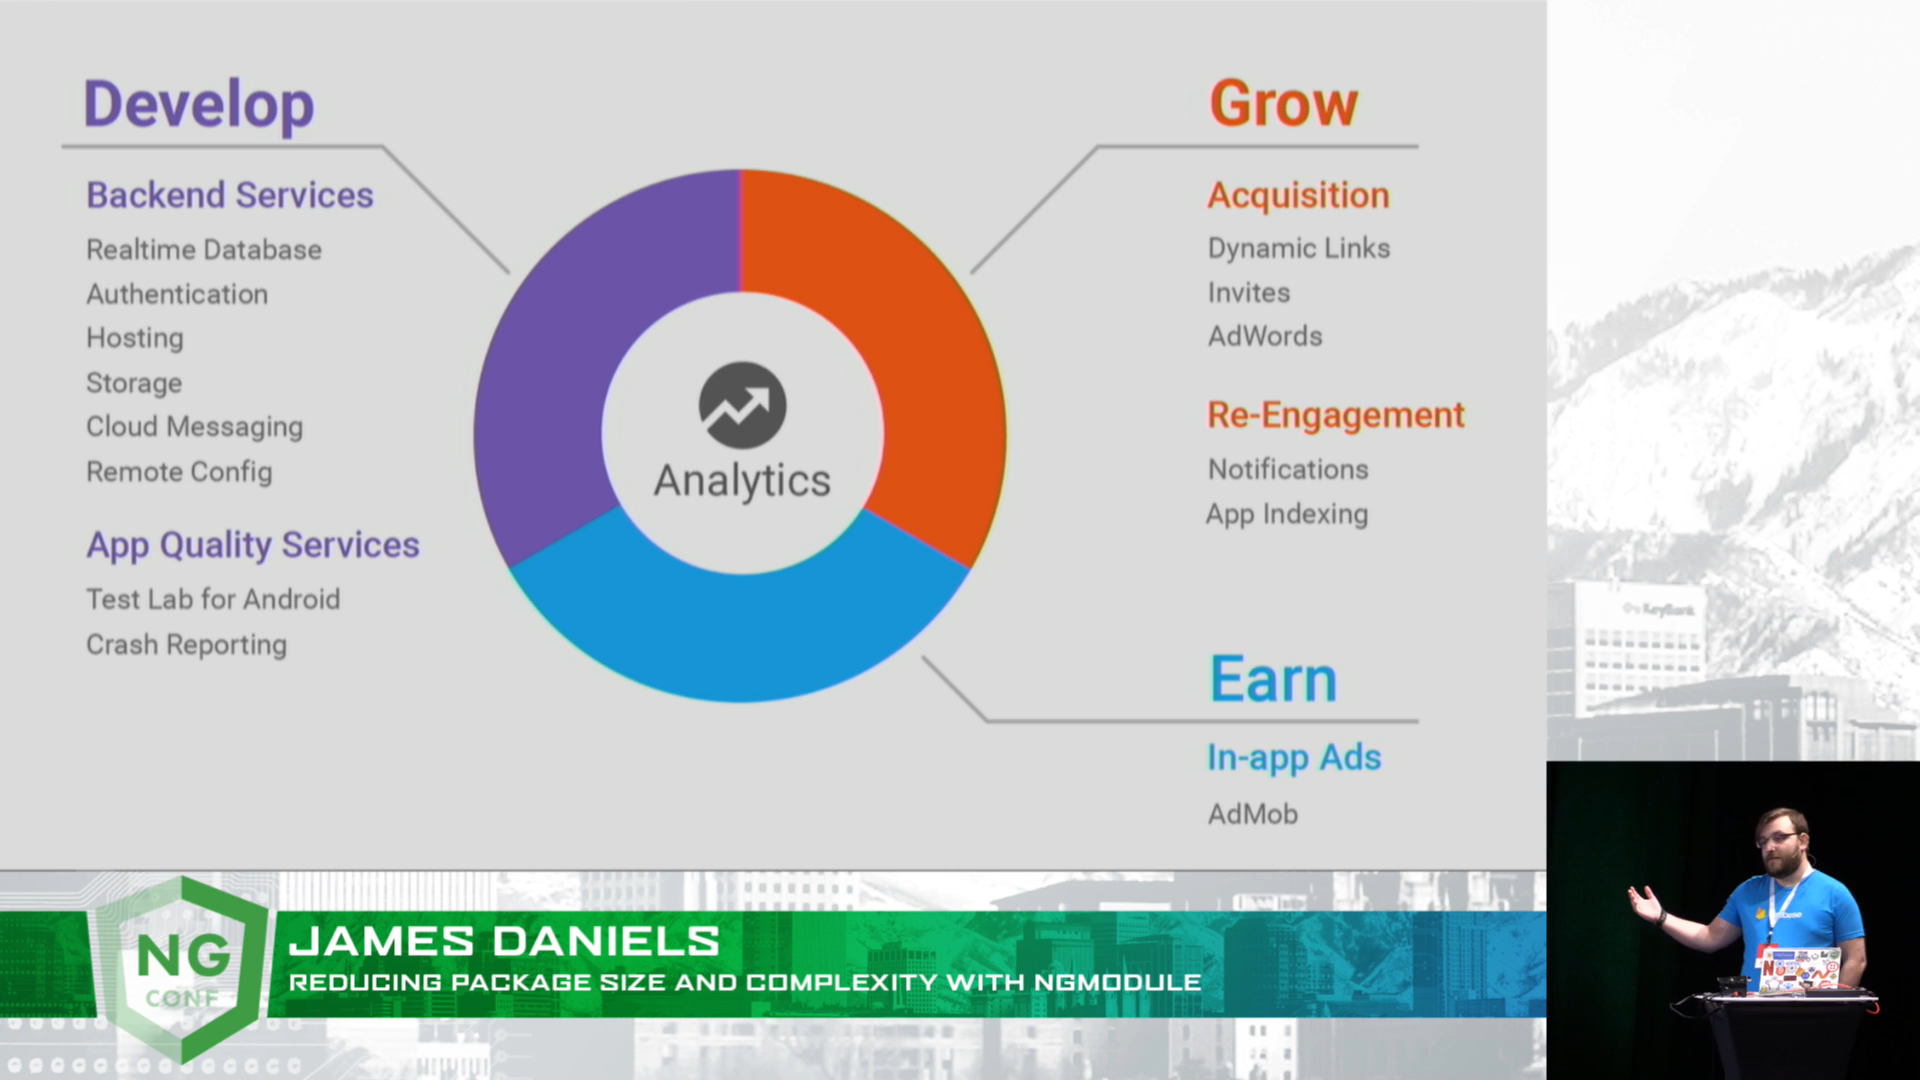 Develop
Backend Services
Realtime Database
Authentication
Hosting
Storage
Cloud Messaging
Remote Config
App Quality Services
Test Lab for Android
Crash Reporting
Analytics
Grow
Acquisition
Dynamic Links
Invites
AdWords
Re-Engagement
Notifications
App Indexing
Earn
In-app Ads
AdMob
KeyBank
NG
CONF
JAMES DANIELS
REDUCING PACKAGE SIZE AND COMPLEXITY WITH NGMODULE